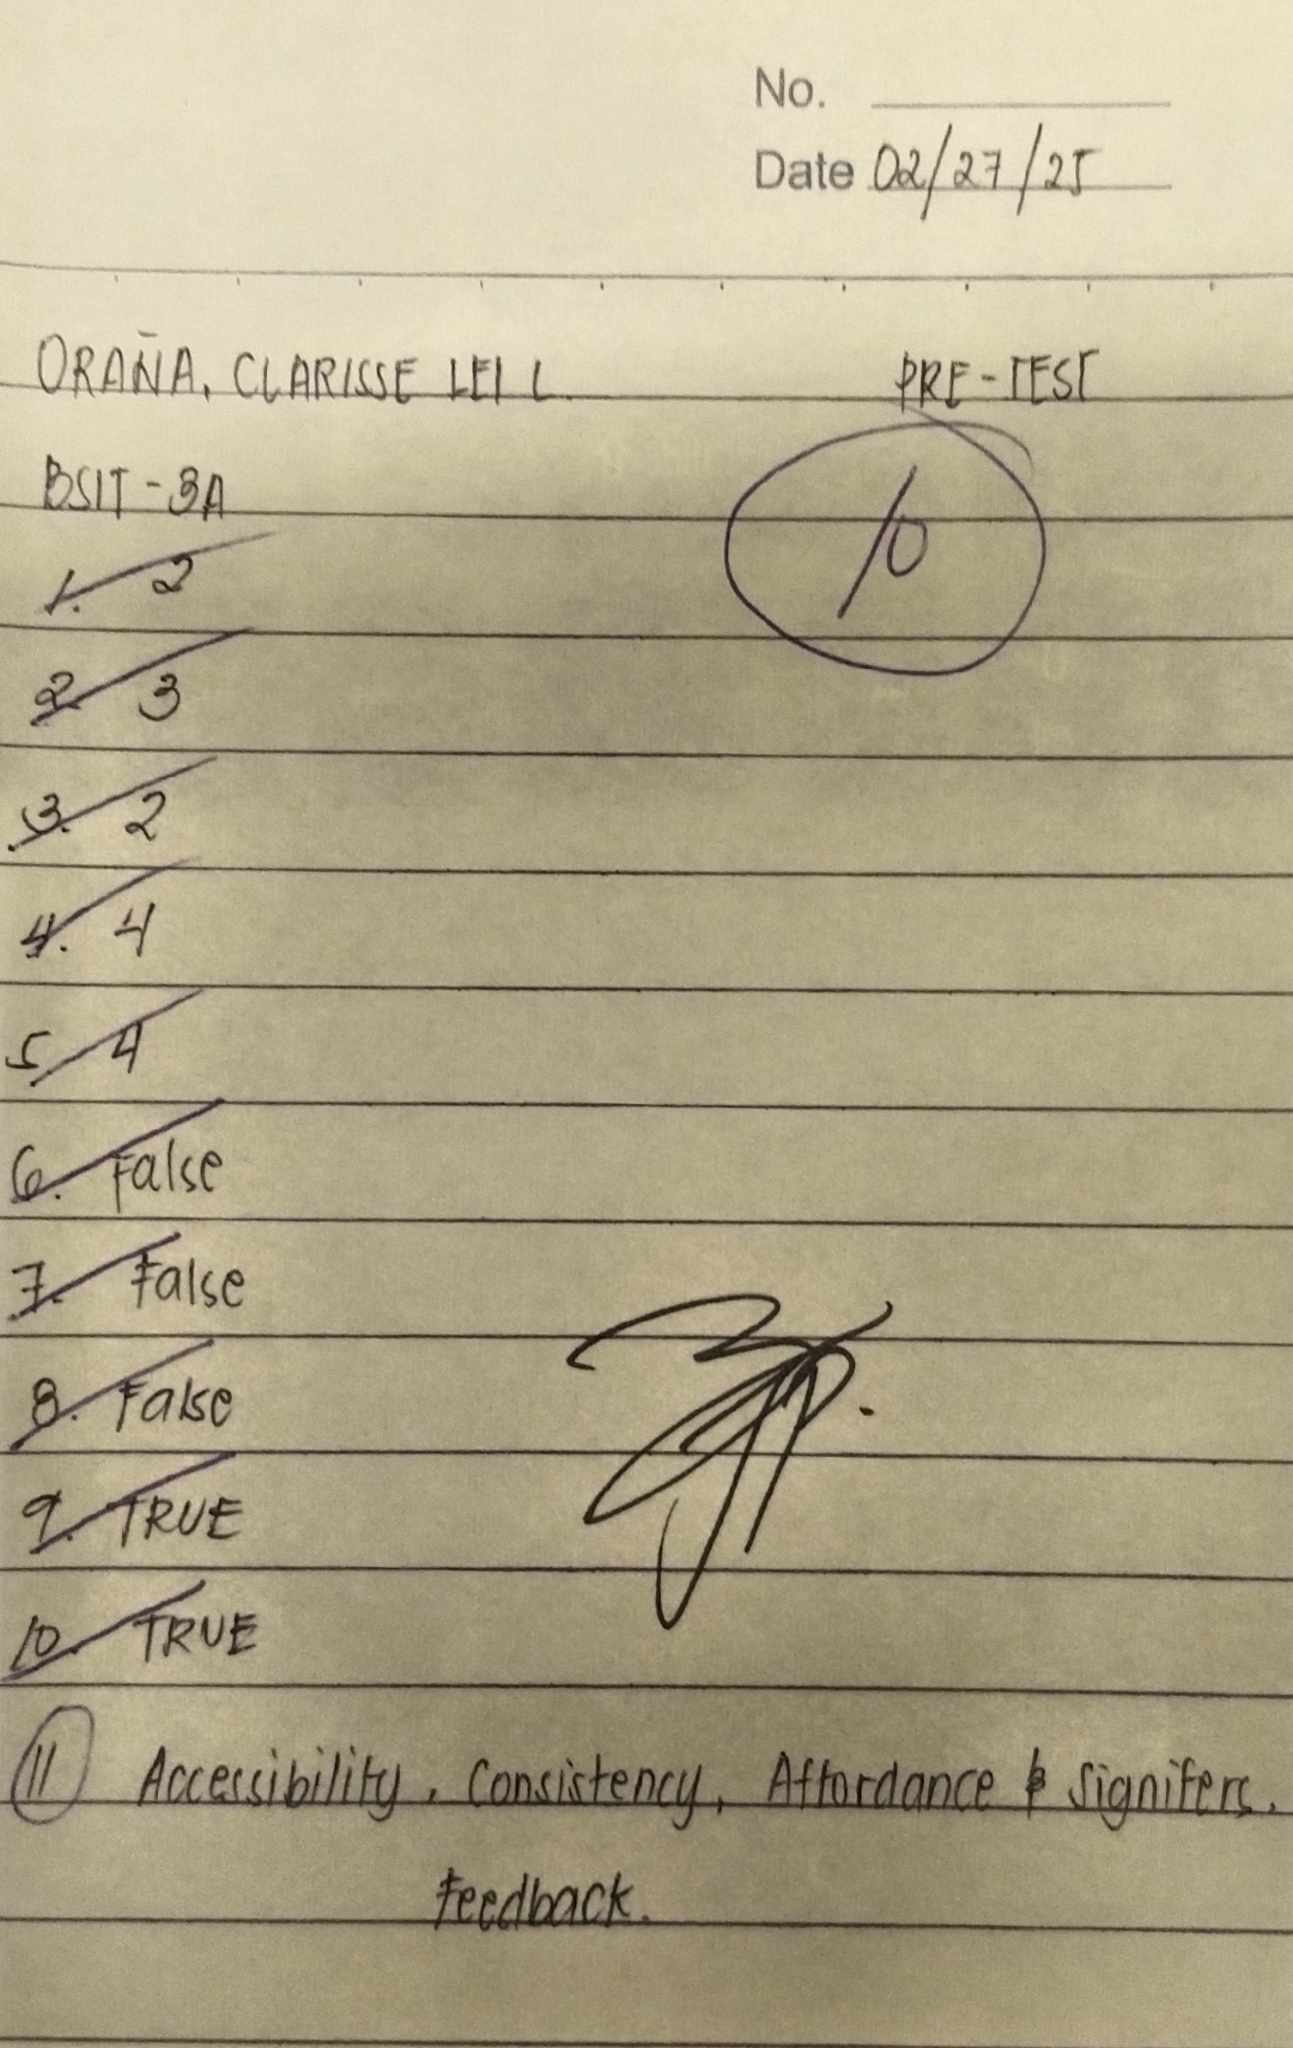 No.
Date 02/27/25
ORAÑA, CLARISSE LEI L. PRE-TEST
BSIT-3A
10
1. 2
2. 3
3. 2
4. 4
5. 4
6. False
7. False
8. False
9. TRUE
10. TRUE
11 Accessibility, Consistency, Affordance & Signifers,
Feedback.